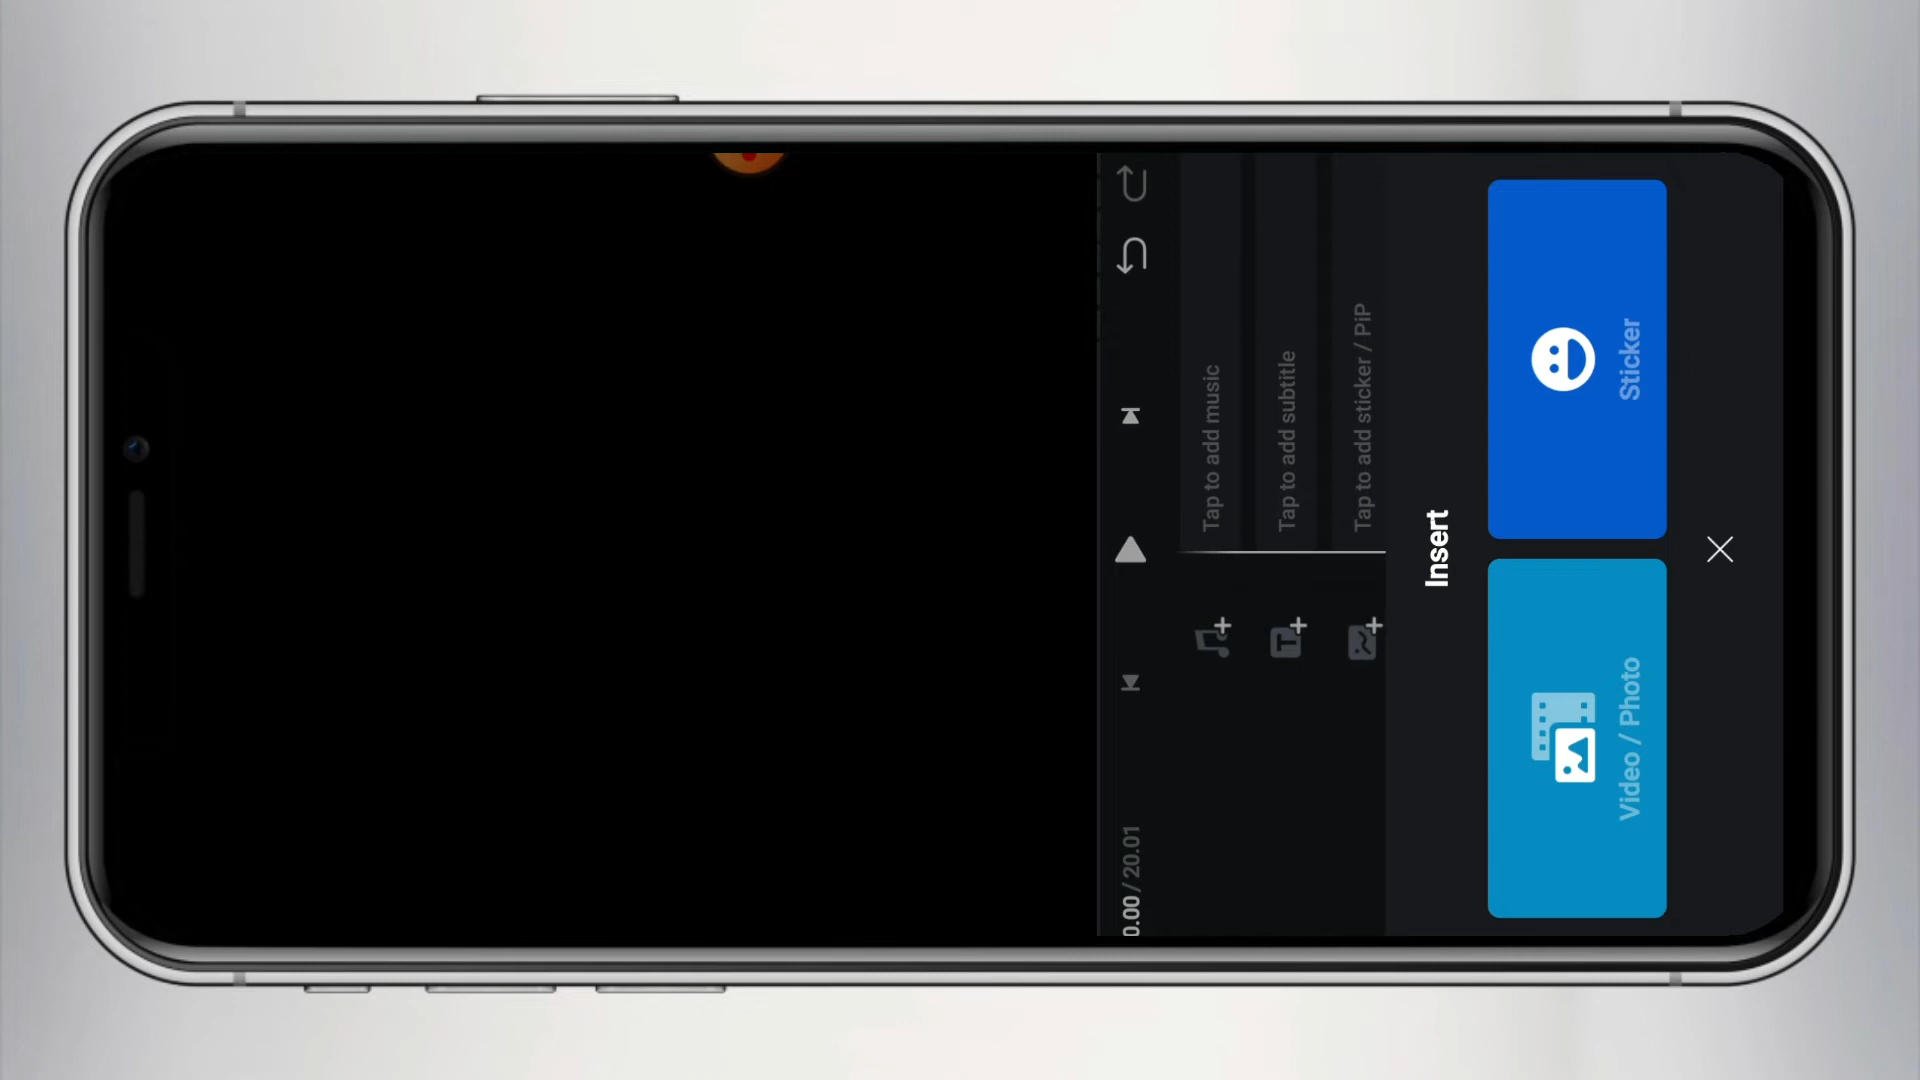 0.00 / 20.01
Tap to add music
Tap to add subtitle
Tap to add sticker / PiP
Insert
Video / Photo
Sticker